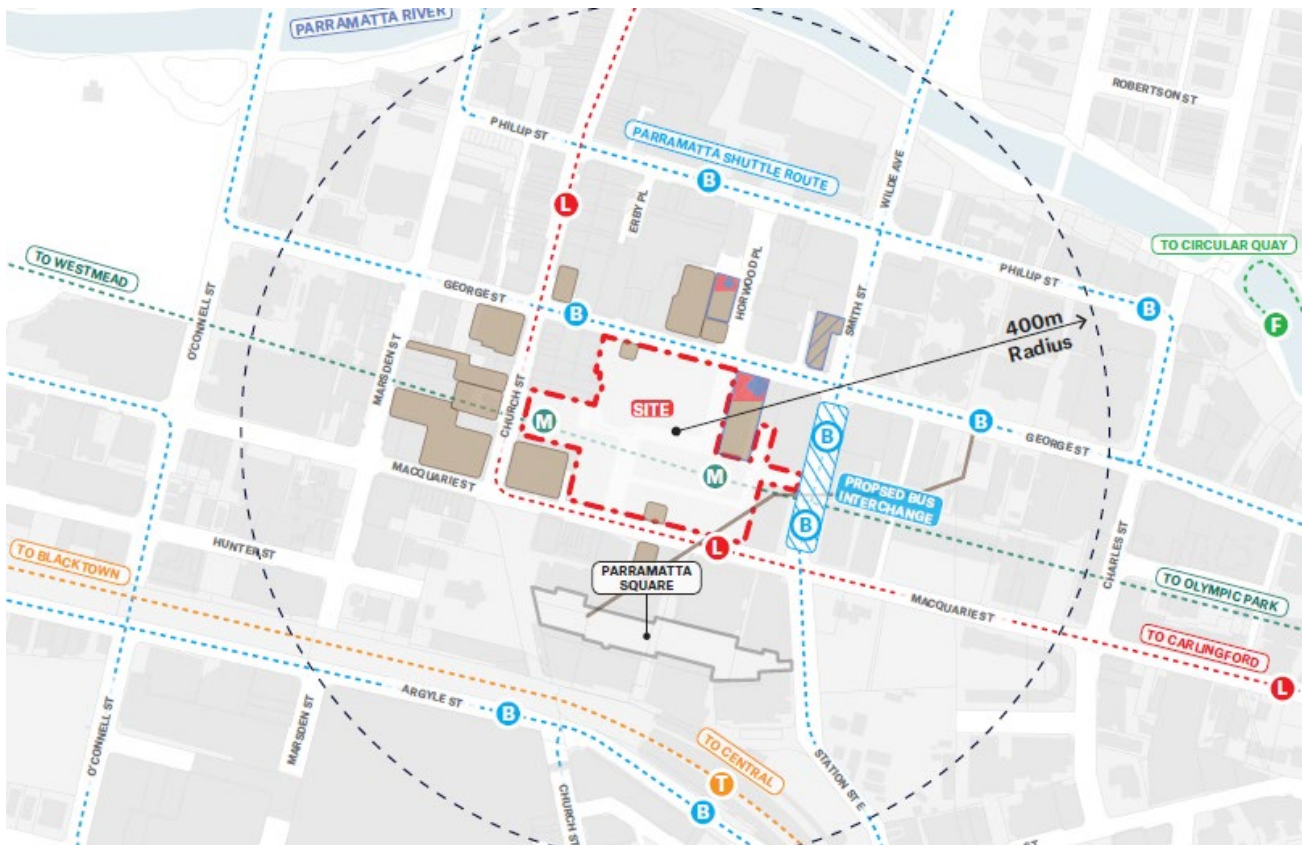 PARRAMATTA RIVER
ROBERTSON ST
PHILLIP ST
PARRAMATTA SHUTTLE ROUTE
B
WILDE AVE
L
ERBY PL
TO CIRCULAR QUAY
TO WESTMEAD
HORWOOD PL
PHILLIP ST
O'CONNELL ST
GEORGE ST
B
SMITH ST
B
F
400m
Radius
MARSDEN ST
CHURCH ST
SITE
M
B
B
GEORGE ST
MACQUARIE ST
M
PROPSED BUS
INTERCHANGE
B
HUNTER ST
L
CHARLES ST
TO BLACKTOWN
PARRAMATTA
SQUARE
TO OLYMPIC PARK
MACQUARIE ST
TO CARLINGFORD
L
ARGYLE ST
B
O'CONNELL ST
MARSDEN ST
TO CENTRAL
T
B
CHURCH ST
STATION ST E
ST